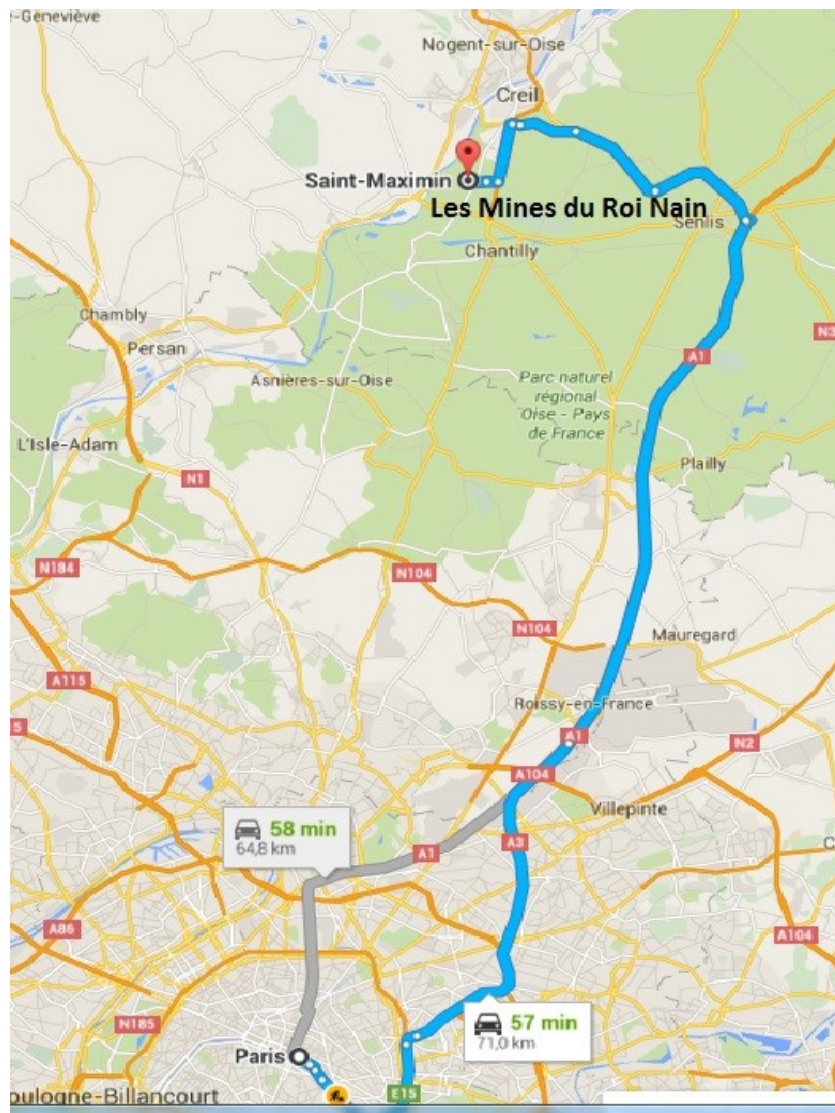 -Geneviève
Nogent-sur-Oise
Creil
Saint-Maximin
Les Mines du Roi Nain
Senlis
Chantilly
Chambly
Persan
N3
A1
Asnières-sur-Oise
Parc naturel
régional
Oise - Pays
de France
L'Isle-Adam
Plailly
N1
N184
N104
N104
Mauregard
A115
Roissy-en-France
5
A1
N2
A104
Villepinte
58 min
64,8 km
A1
A3
C
A86
A104
N185
57 min
71,0 km
Paris
E15
oulogne-Billancourt